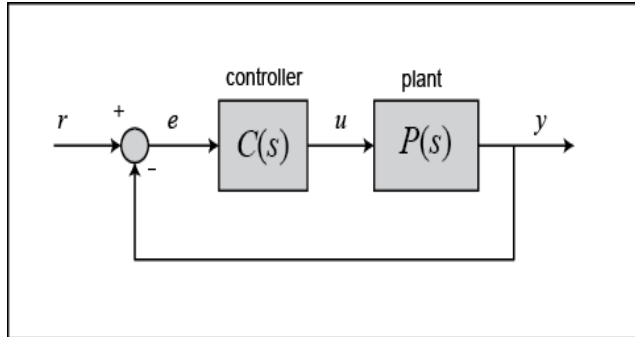 controller plant
r + e C(s) u P(s) y
-